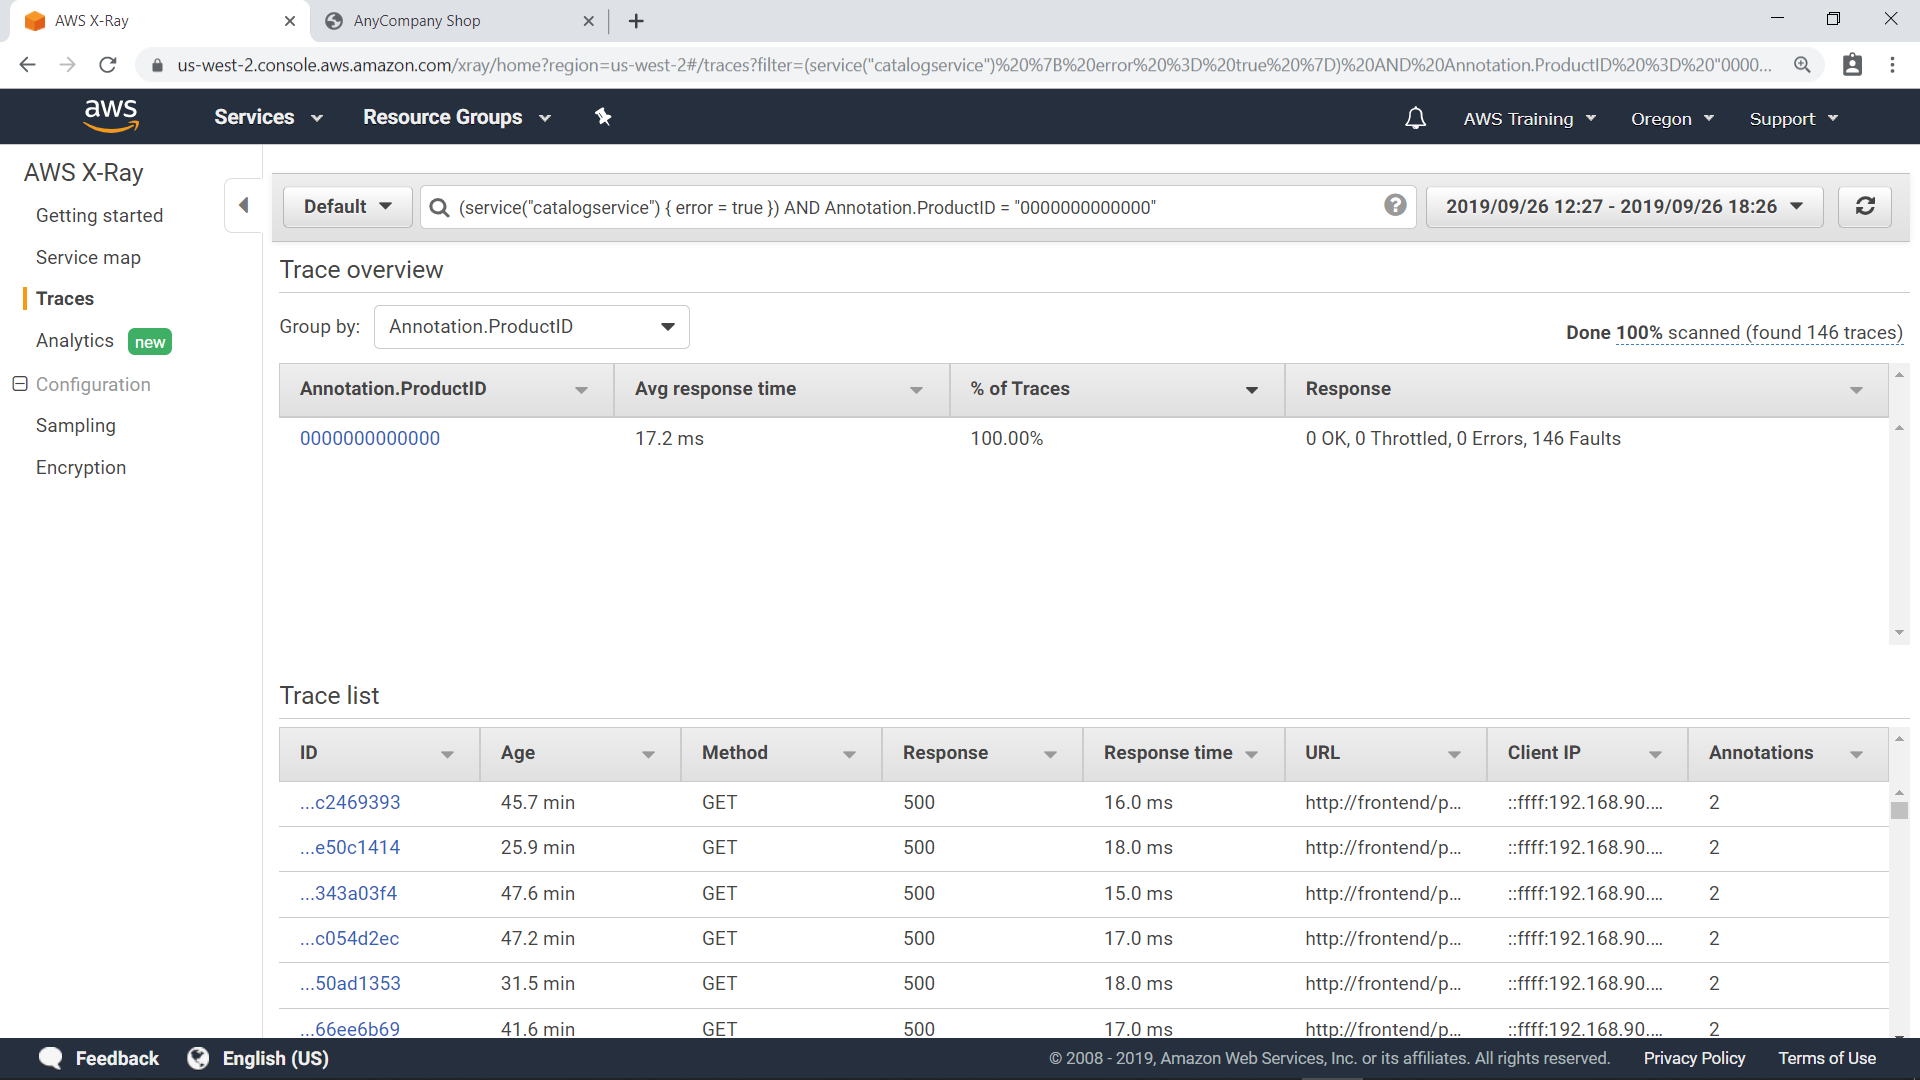 AWS X-Ray
AnyCompany Shop
us-west-2.console.aws.amazon.com/xray/home?region=us-west-2#/traces?filter=(service("catalogservice")%20%7B%20error%20%3D%20true%20%7D)%20AND%20Annotation.ProductID%20%3D%20"0000...
aws
Services
Resource Groups
AWS Training
Oregon
Support
AWS X-Ray
Getting started
Service map
Traces
Analytics new
Configuration
Sampling
Encryption
Default
(service("catalogservice") { error = true }) AND Annotation.ProductID = "0000000000000"
?
2019/09/26 12:27 - 2019/09/26 18:26
Trace overview
Group by: Annotation.ProductID
Done 100% scanned (found 146 traces)
Annotation.ProductID Avg response time % of Traces Response
0000000000000 17.2 ms 100.00% 0 OK, 0 Throttled, 0 Errors, 146 Faults
Trace list
ID Age Method Response Response time URL Client IP Annotations
...c2469393 45.7 min GET 500 16.0 ms http://frontend/p... ::ffff:192.168.90.... 2
...e50c1414 25.9 min GET 500 18.0 ms http://frontend/p... ::ffff:192.168.90.... 2
...343a03f4 47.6 min GET 500 15.0 ms http://frontend/p... ::ffff:192.168.90.... 2
...c054d2ec 47.2 min GET 500 17.0 ms http://frontend/p... ::ffff:192.168.90.... 2
...50ad1353 31.5 min GET 500 18.0 ms http://frontend/p... ::ffff:192.168.90.... 2
...66ee6b69 41.6 min GET 500 17.0 ms http://frontend/p... ::ffff:192.168.90.... 2
Feedback
English (US)
© 2008 - 2019, Amazon Web Services, Inc. or its affiliates. All rights reserved.
Privacy Policy
Terms of Use